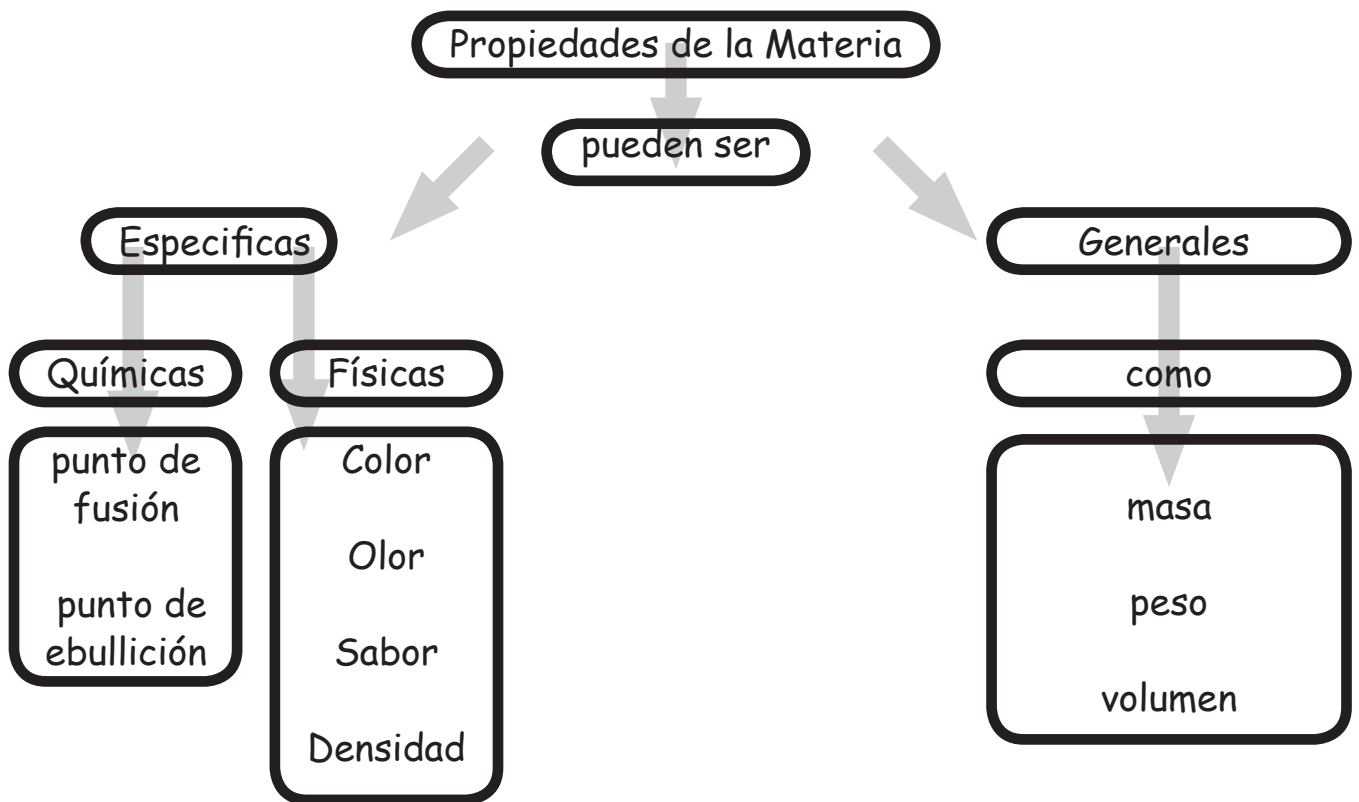 Propiedades de la Materia
pueden ser
Especificas
Generales
Químicas
Físicas
como
punto de
fusión
punto de
ebullición
Color
Olor
Sabor
Densidad
masa
peso
volumen